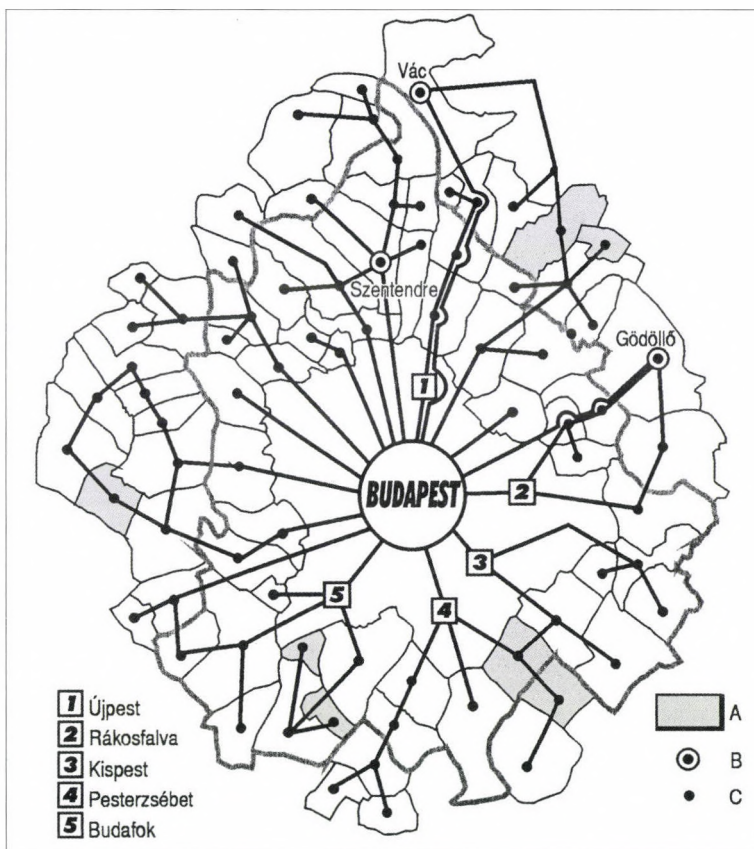 Vác
Szentendre
Gödöllő
1
BUDAPEST
2
3
5
4
1 Újpest
2 Rákosfalva
3 Kispest
4 Pesterzsébet
5 Budafok
A
B
C